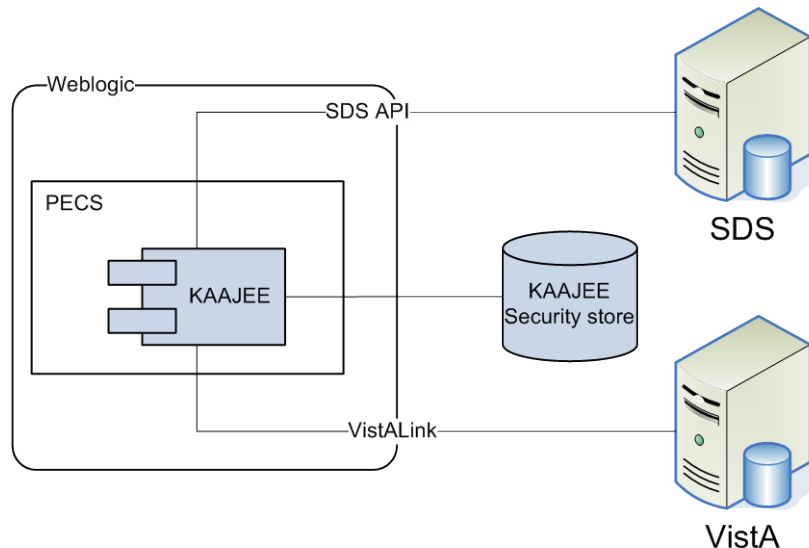 Weblogic
SDS API
PECS
SDS
KAAJEE
KAAJEE
Security store
VistALink
VistA